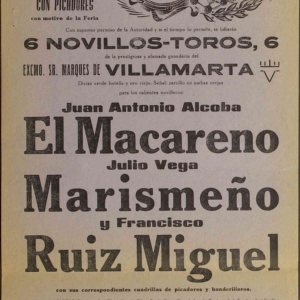 CON PICADORES
con motivo de la Feria
Con superior permiso de la Autoridad y si el tiempo lo permite, se lidiarán
6 NOVILLOS-TOROS, 6
de la prestigiosa y afamada ganadería del
EXCMO. SR. MARQUES DE VILLAMARTA
Divisa verde botella y oro viejo. Señal: zarcillo en ambas orejas
para los valientes novilleros:
Juan Antonio Alcoba
El Macareno
Julio Vega
Marismeño
y Francisco
Ruiz Miguel
con sus correspondientes cuadrillas de picadores y banderilleros.